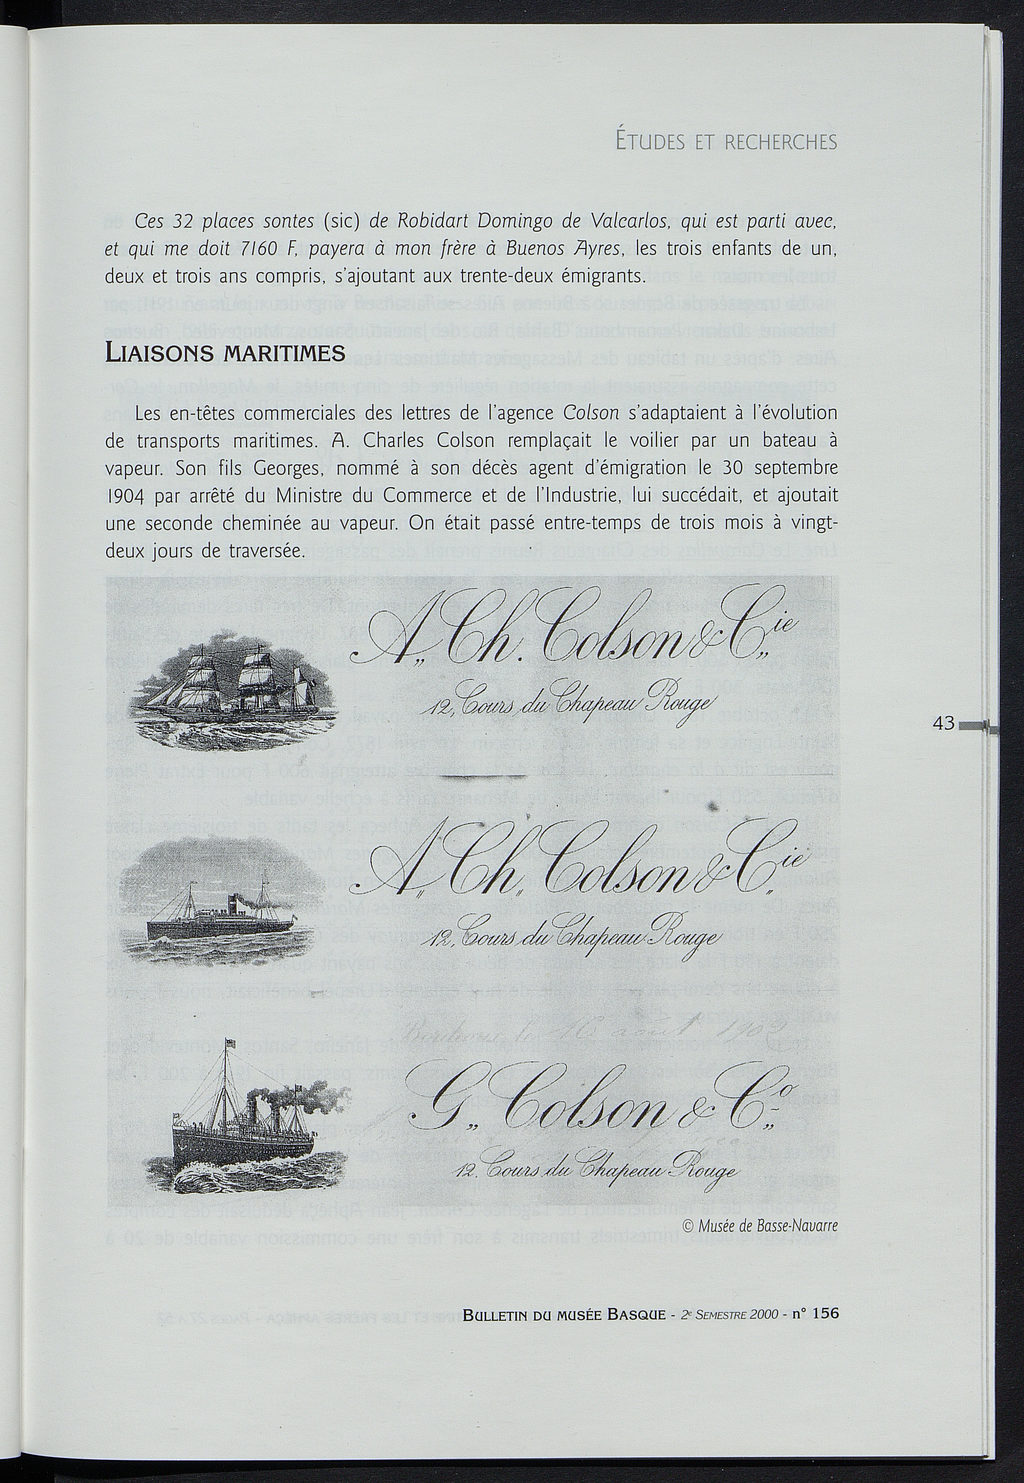 ÉTUDES ET RECHERCHES
Ces 32 places sontes (sic) de Robidart Domingo de Valcarlos, qui est parti avec,
et qui me doit 7160 F, payera à mon frère à Buenos Ayres, les trois enfants de un,
deux et trois ans compris, s'ajoutant aux trente-deux émigrants.
LIAISONS MARITIMES
Les en-têtes commerciales des lettres de l'agence Colson s'adaptaient à l'évolution
de transports maritimes. A. Charles Colson remplaçait le voilier par un bateau à
vapeur. Son fils Georges, nommé à son décès agent d'émigration le 30 septembre
1904 par arrêté du Ministre du Commerce et de l'Industrie, lui succédait, et ajoutait
une seconde cheminée au vapeur. On était passé entre-temps de trois mois à vingt-
deux jours de traversée.
A. Ch. Colson & Cie
12, Cours du Chapeau Rouge
43
A. Ch. Colson & Cie
12, Cours du Chapeau Rouge
le 16 août 1909
G. Colson & Co
12. Cours du Chapeau Rouge
© Musée de Basse-Navarre
BULLETIN DU MUSÉE BASQUE - 2e SEMESTRE 2000 - n° 156